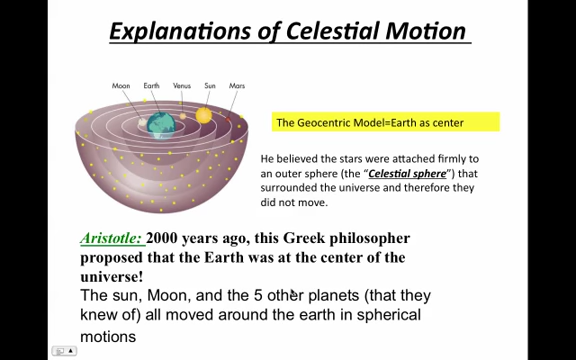 Explanations of Celestial Motion
Moon Earth Venus Sun Mars
The Geocentric Model=Earth as center
He believed the stars were attached firmly to
an outer sphere (the “Celestial sphere”) that
surrounded the universe and therefore they
did not move.
Aristotle: 2000 years ago, this Greek philosopher
proposed that the Earth was at the center of the
universe!
The sun, Moon, and the 5 other planets (that they
knew of) all moved around the earth in spherical
motions